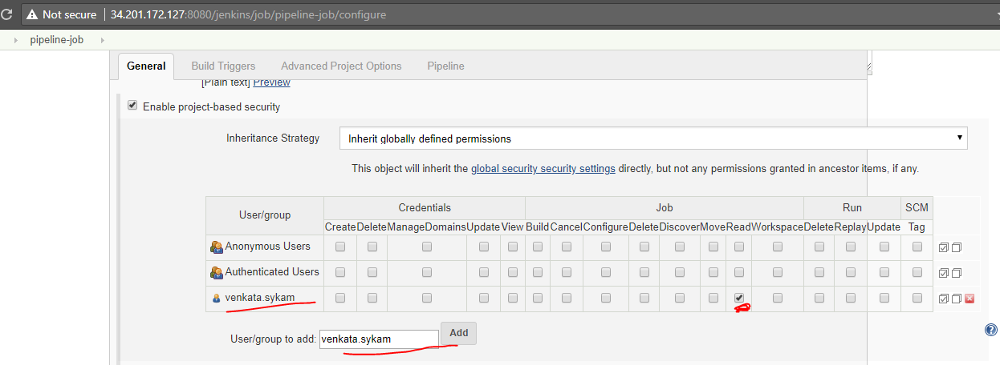 Not secure | 34.201.172.127:8080/jenkins/job/pipeline-job/configure
pipeline-job
General Build Triggers Advanced Project Options Pipeline
[Plain text] Preview
Enable project-based security
Inheritance Strategy Inherit globally defined permissions
This object will inherit the global security security settings directly, but not any permissions granted in ancestor items, if any.
User/group Credentials Job Run SCM
Create Delete ManageDomains Update View Build Cancel Configure Delete Discover Move Read Workspace Delete Replay Update Tag
Anonymous Users
Authenticated Users
venkata.sykam
User/group to add: venkata.sykam Add